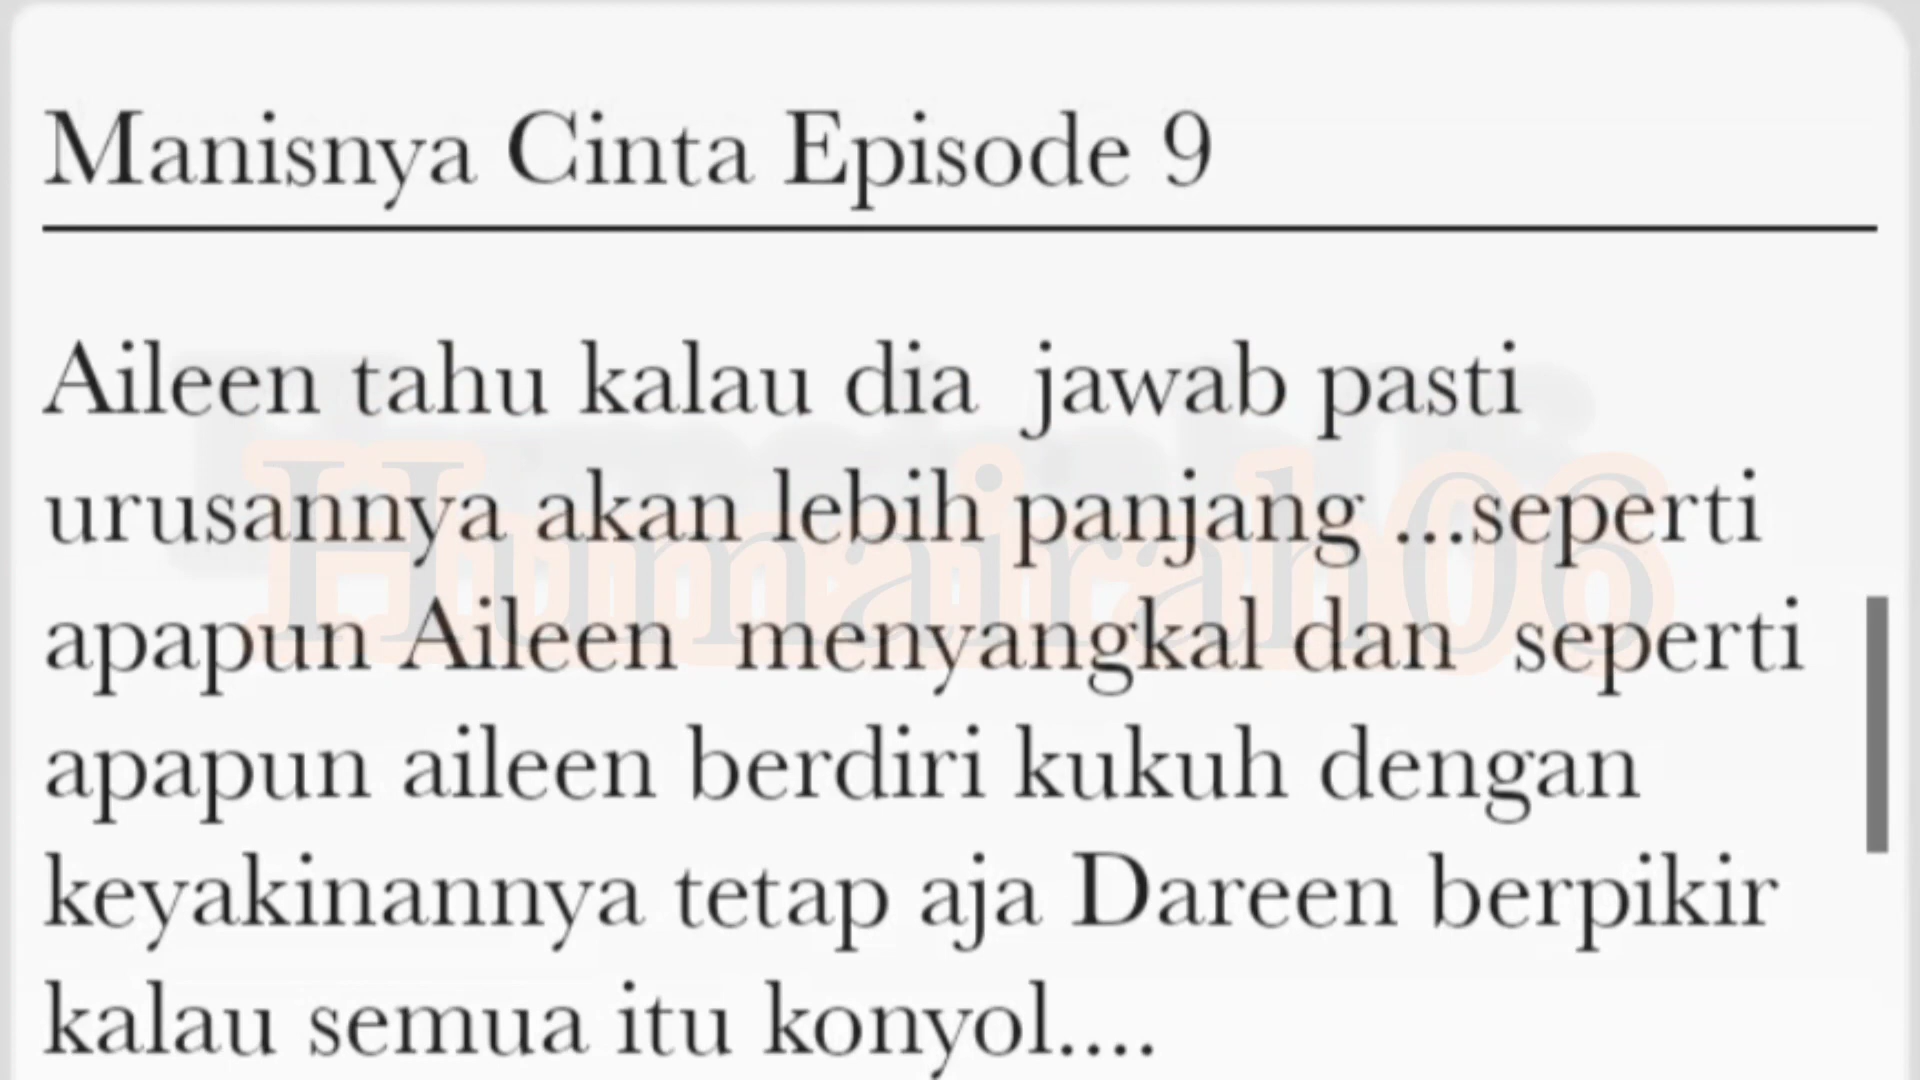 Manisnya Cinta Episode 9
Aileen tahu kalau dia jawab pasti
urusannya akan lebih panjang ...seperti
apapun Aileen menyangkal dan seperti
apapun aileen berdiri kukuh dengan
keyakinannya tetap aja Dareen berpikir
kalau semua itu konyol....
Humairah06